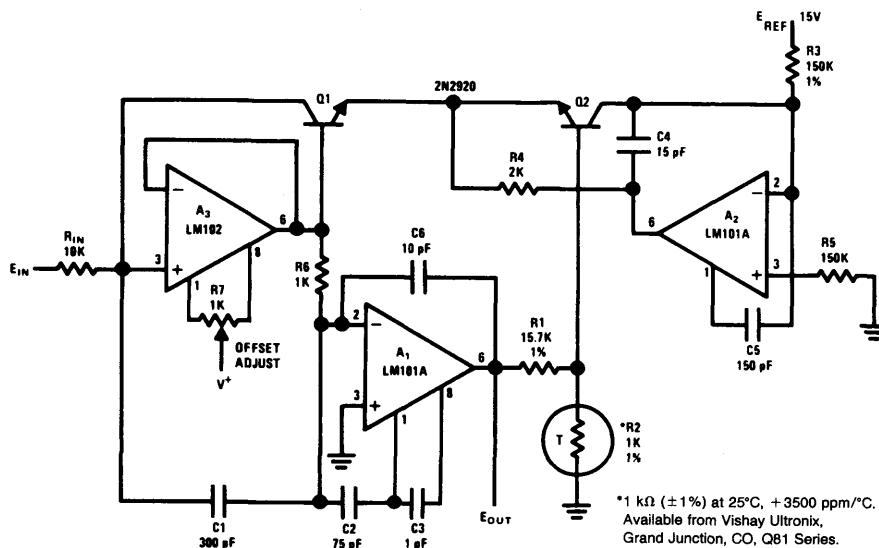 E REF 15V
R3
150K
1%
Q1
2N2920
Q2
C4
15 pF
R4
2K
−
A3
LM102
6
3
+
1
8
RIN
10K
EIN
R7
1K
OFFSET
ADJUST
V+
R6
1K
C6
10 pF
2
−
A1
LM101A
6
3
+
1
8
R1
15.7K
1%
− 2
A2
LM101A
6
+ 3
1
R5
150K
C5
150 pF
T
*R2
1K
1%
EOUT
C1
300 pF
C2
75 pF
C3
1 pF
*1 kΩ (±1%) at 25°C, +3500 ppm/°C.
Available from Vishay Ultronix,
Grand Junction, CO, Q81 Series.